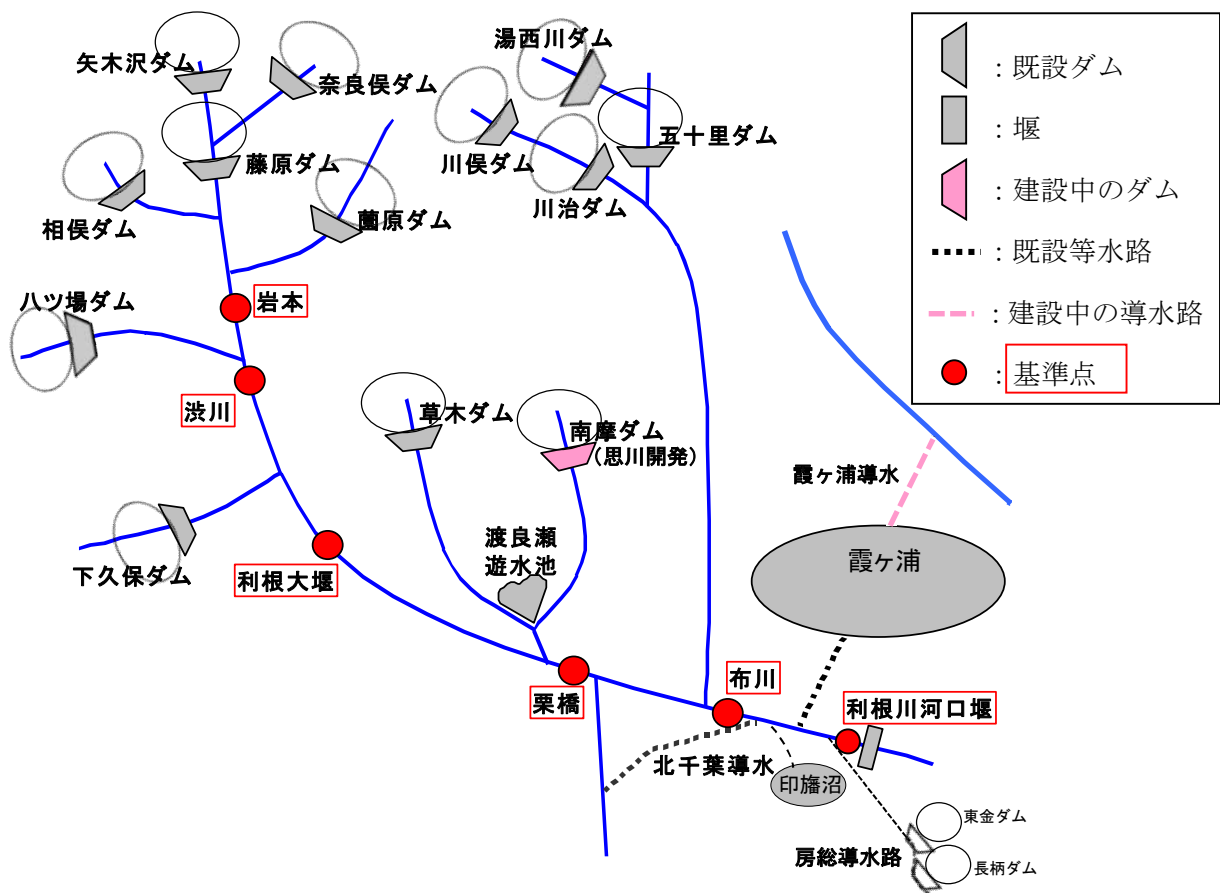 湯西川ダム
矢木沢ダム
奈良俣ダム
五十里ダム
藤原ダム
川俣ダム
川治ダム
相俣ダム
薗原ダム
八ツ場ダム
岩本
渋川
草木ダム
南摩ダム
(思川開発)
霞ヶ浦導水
渡良瀬
遊水池
霞ヶ浦
下久保ダム
利根大堰
栗橋
布川
利根川河口堰
北千葉導水
印旛沼
東金ダム
房総導水路
長柄ダム
:既設ダム
:堰
:建設中のダム
:既設等水路
:建設中の導水路
:基準点